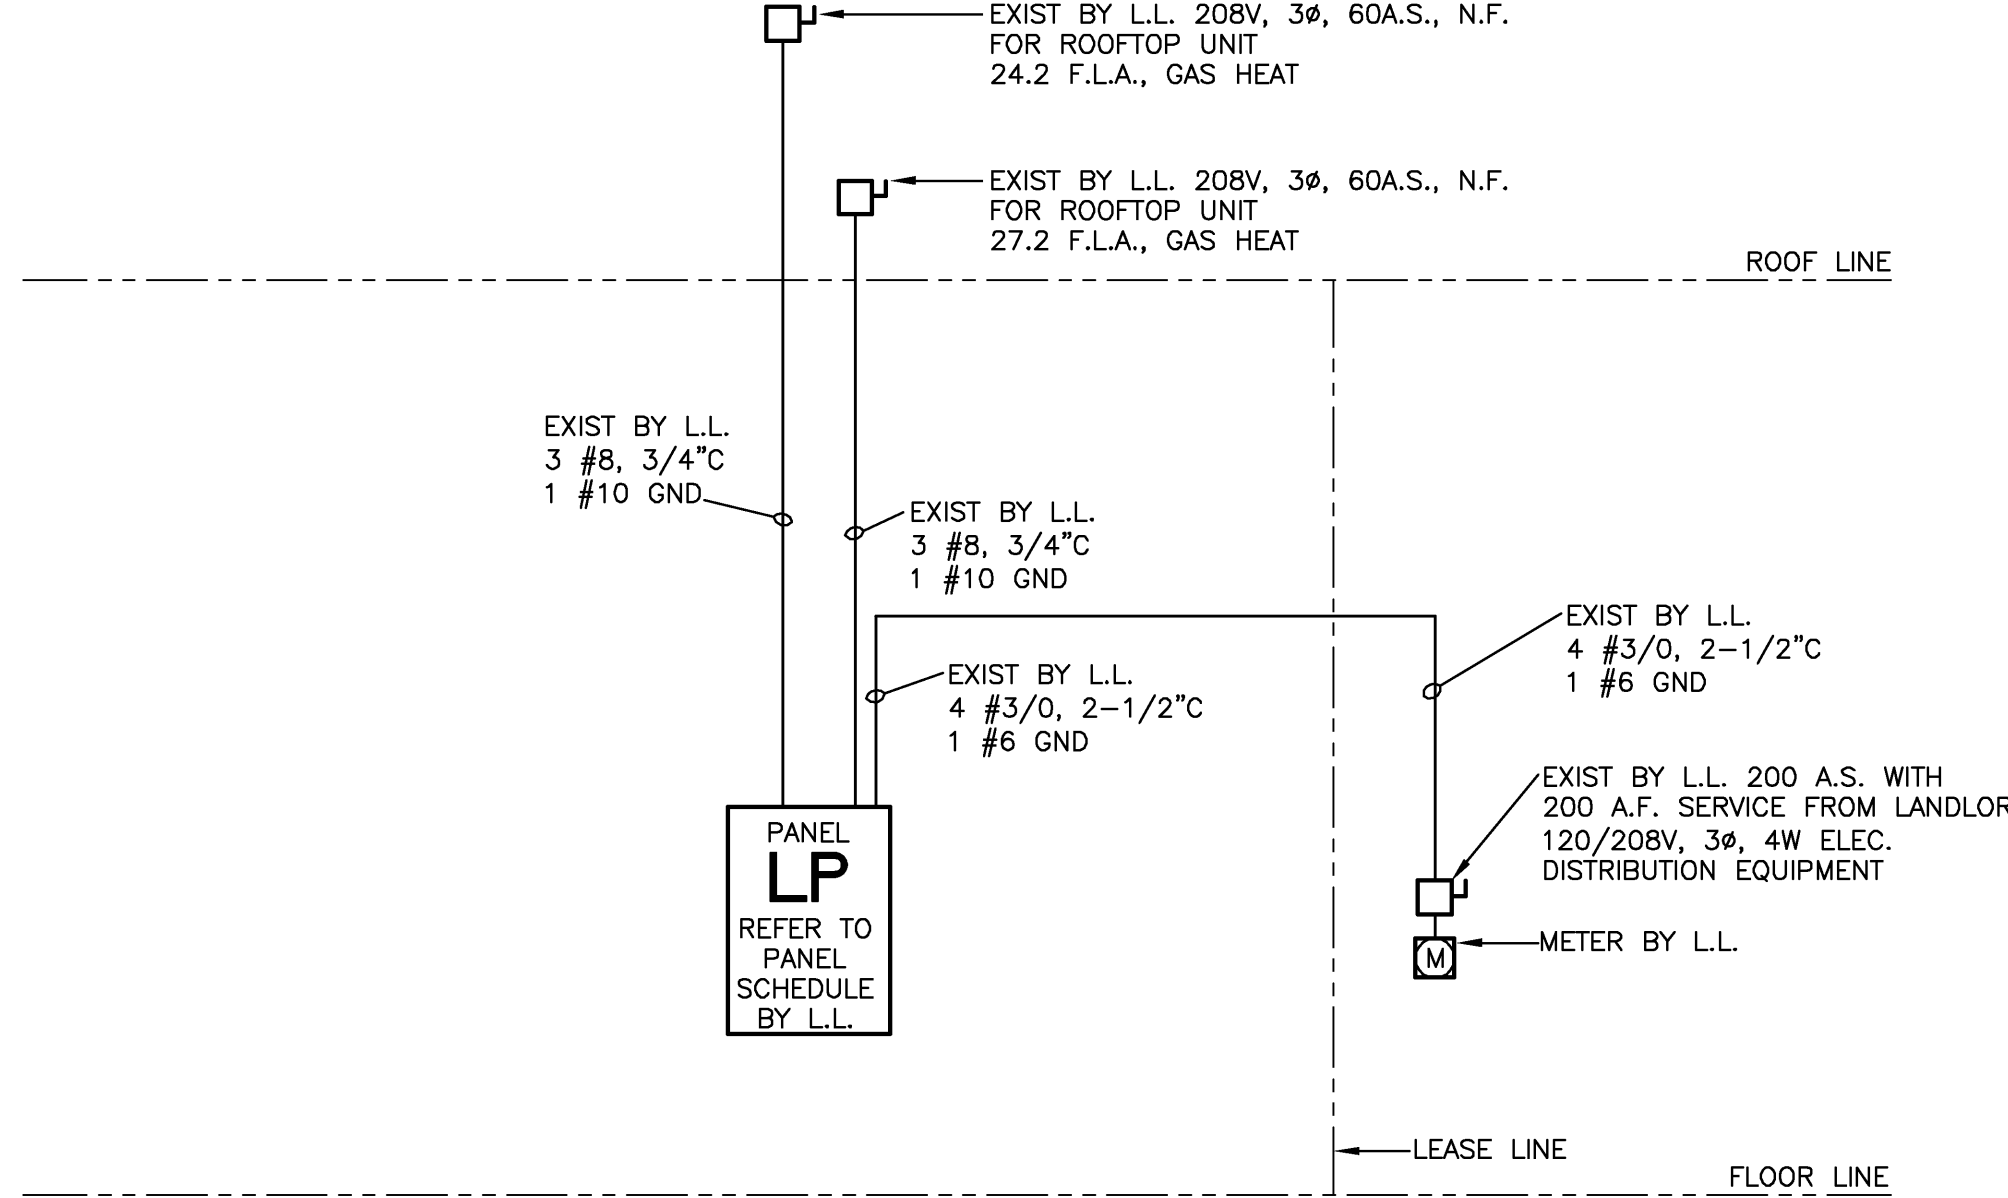 EXIST BY L.L. 208V, 3ø, 60A.S., N.F.
FOR ROOFTOP UNIT
24.2 F.L.A., GAS HEAT
EXIST BY L.L. 208V, 3ø, 60A.S., N.F.
FOR ROOFTOP UNIT
27.2 F.L.A., GAS HEAT
ROOF LINE
EXIST BY L.L.
3 #8, 3/4"C
1 #10 GND
EXIST BY L.L.
3 #8, 3/4"C
1 #10 GND
EXIST BY L.L.
4 #3/0, 2-1/2"C
1 #6 GND
EXIST BY L.L.
4 #3/0, 2-1/2"C
1 #6 GND
EXIST BY L.L. 200 A.S. WITH
200 A.F. SERVICE FROM LANDLOR
120/208V, 3ø, 4W ELEC.
DISTRIBUTION EQUIPMENT
PANEL
LP
REFER TO
PANEL
SCHEDULE
BY L.L.
METER BY L.L.
M
LEASE LINE
FLOOR LINE